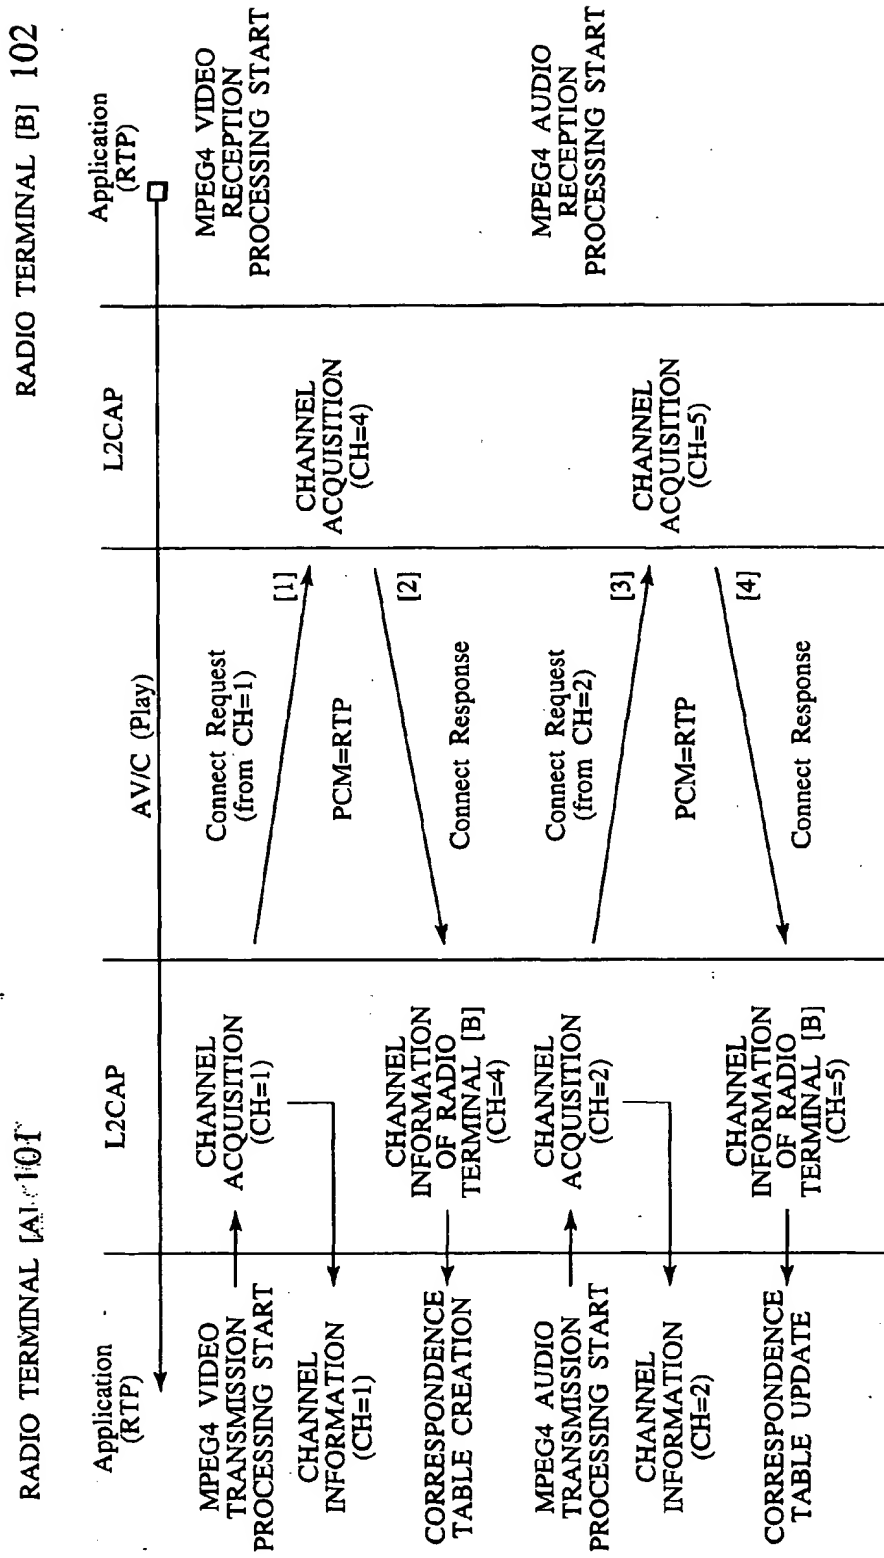 RADIO TERMINAL [A] 101
RADIO TERMINAL [B] 102
Application
(RTP)
L2CAP
L2CAP
Application
(RTP)
AV/C (Play)
MPEG4 VIDEO
TRANSMISSION
PROCESSING START
CHANNEL
ACQUISITION
(CH=1)
Connect Request
(from CH=1)
[1]
MPEG4 VIDEO
RECEPTION
PROCESSING START
CHANNEL
INFORMATION
(CH=1)
PCM=RTP
CHANNEL
ACQUISITION
(CH=4)
CORRESPONDENCE
TABLE CREATION
CHANNEL
INFORMATION
OF RADIO
TERMINAL [B]
(CH=4)
Connect Response
[2]
MPEG4 AUDIO
TRANSMISSION
PROCESSING START
CHANNEL
ACQUISITION
(CH=2)
Connect Request
(from CH=2)
[3]
MPEG4 AUDIO
RECEPTION
PROCESSING START
CHANNEL
INFORMATION
(CH=2)
PCM=RTP
CHANNEL
ACQUISITION
(CH=5)
CORRESPONDENCE
TABLE UPDATE
CHANNEL
INFORMATION
OF RADIO
TERMINAL [B]
(CH=5)
Connect Response
[4]